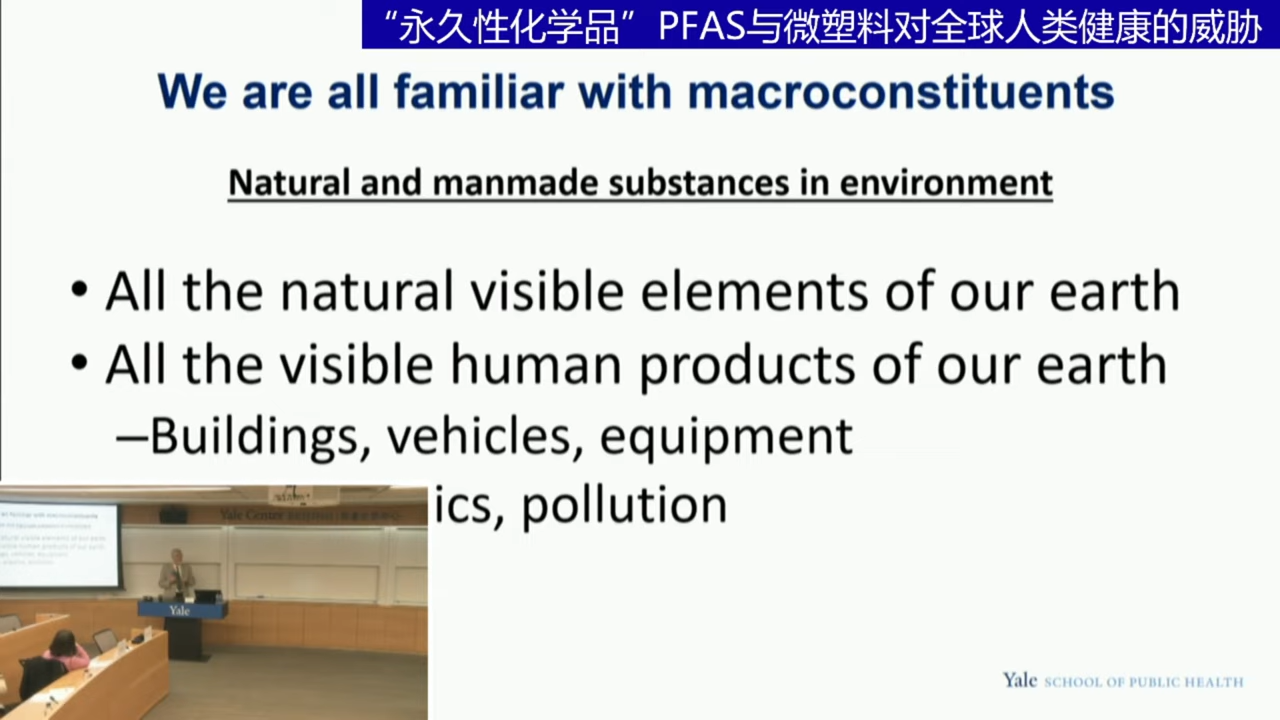 “永久性化学品”PFAS与微塑料对全球人类健康的威胁
We are all familiar with macroconstituents
Natural and manmade substances in environment
• All the natural visible elements of our earth
• All the visible human products of our earth
–Buildings, vehicles, equipment
ics, pollution
Yale Center
Yale
Yale SCHOOL OF PUBLIC HEALTH